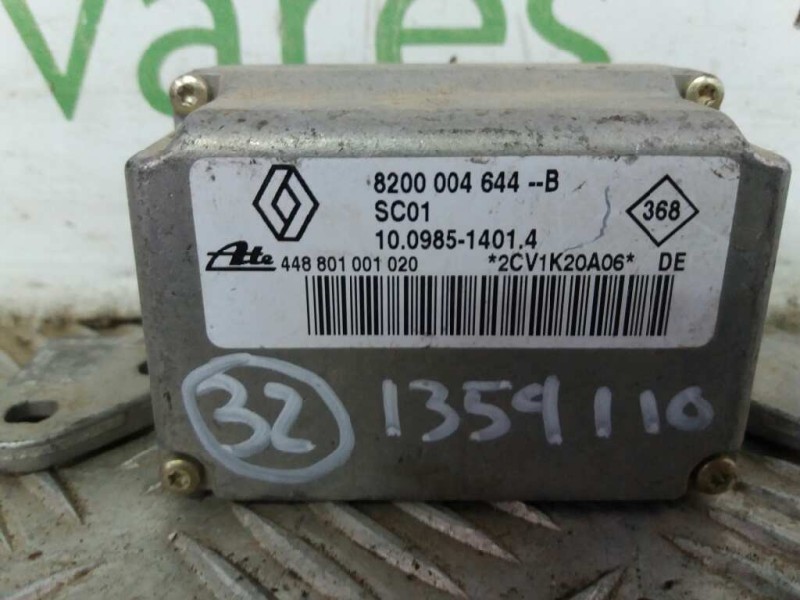 vares
8200 004 644 --B
SC01
368
10.0985-1401.4
Ate 448 801 001 020 *2CV1K20A06* DE
32 1359110